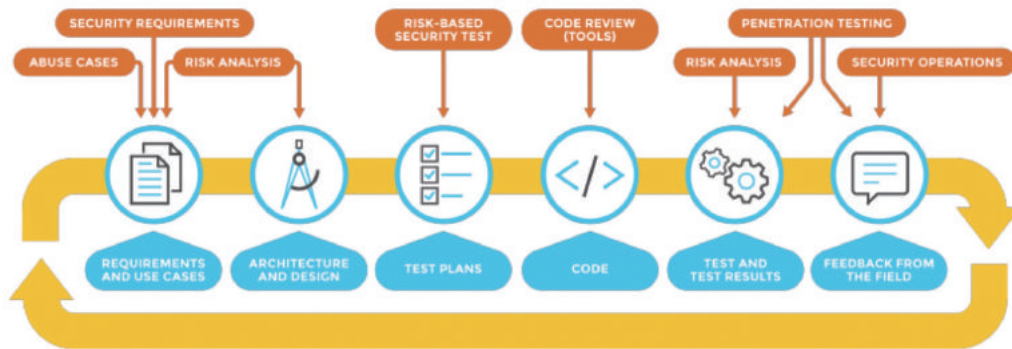 SECURITY REQUIREMENTS
ABUSE CASES
RISK ANALYSIS
RISK-BASED
SECURITY TEST
CODE REVIEW
(TOOLS)
PENETRATION TESTING
RISK ANALYSIS
SECURITY OPERATIONS
</>
REQUIREMENTS
AND USE CASES
ARCHITECTURE
AND DESIGN
TEST PLANS
CODE
TEST AND
TEST RESULTS
FEEDBACK FROM
THE FIELD